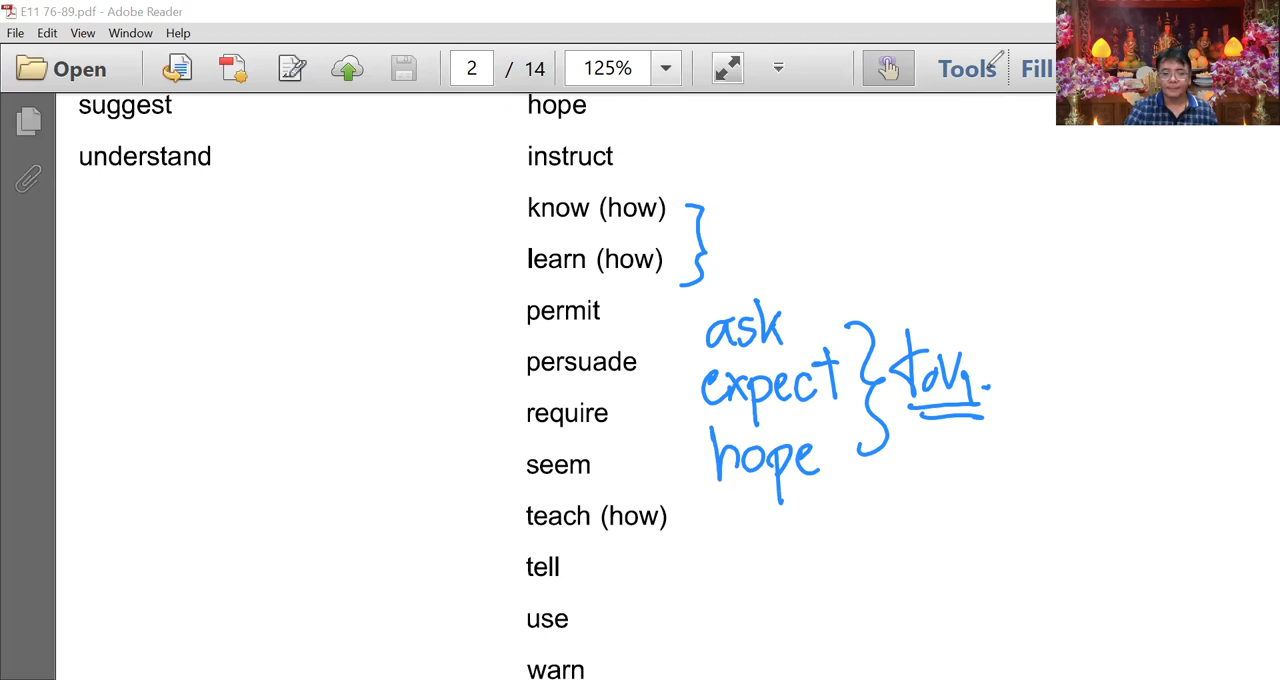 E11 76-89.pdf - Adobe Reader
File Edit View Window Help
Open 2 / 14 125% Tools Fill
suggest hope
understand instruct
know (how)
learn (how)
permit
persuade
require
seem
teach (how)
tell
use
warn
ask
expect
hope
to V1.